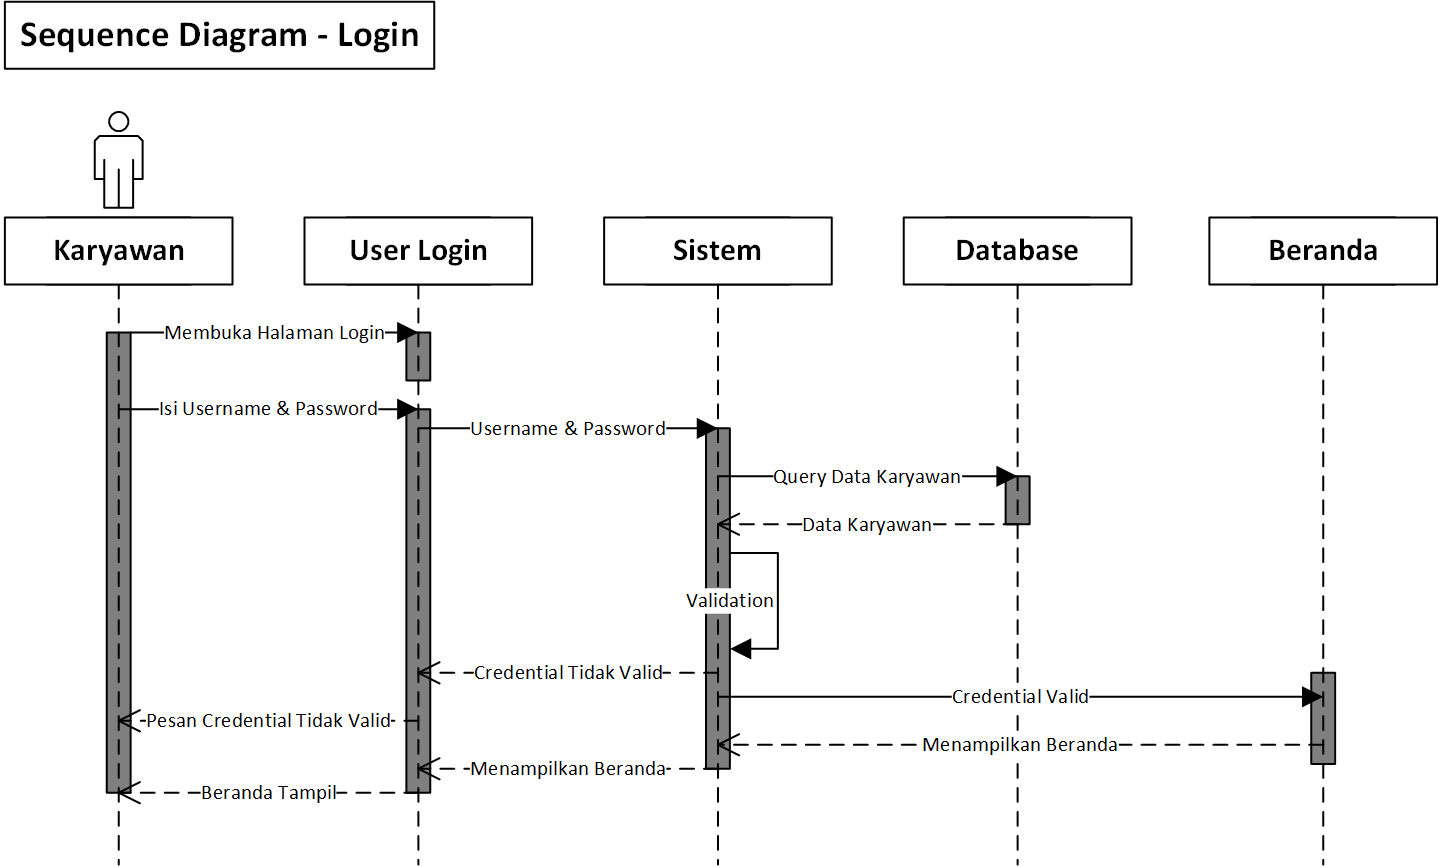 Sequence Diagram - Login
Karyawan
User Login
Sistem
Database
Beranda
Membuka Halaman Login
Isi Username & Password
Username & Password
Query Data Karyawan
Data Karyawan
Validation
Credential Tidak Valid
Credential Valid
Pesan Credential Tidak Valid
Menampilkan Beranda
Menampilkan Beranda
Beranda Tampil